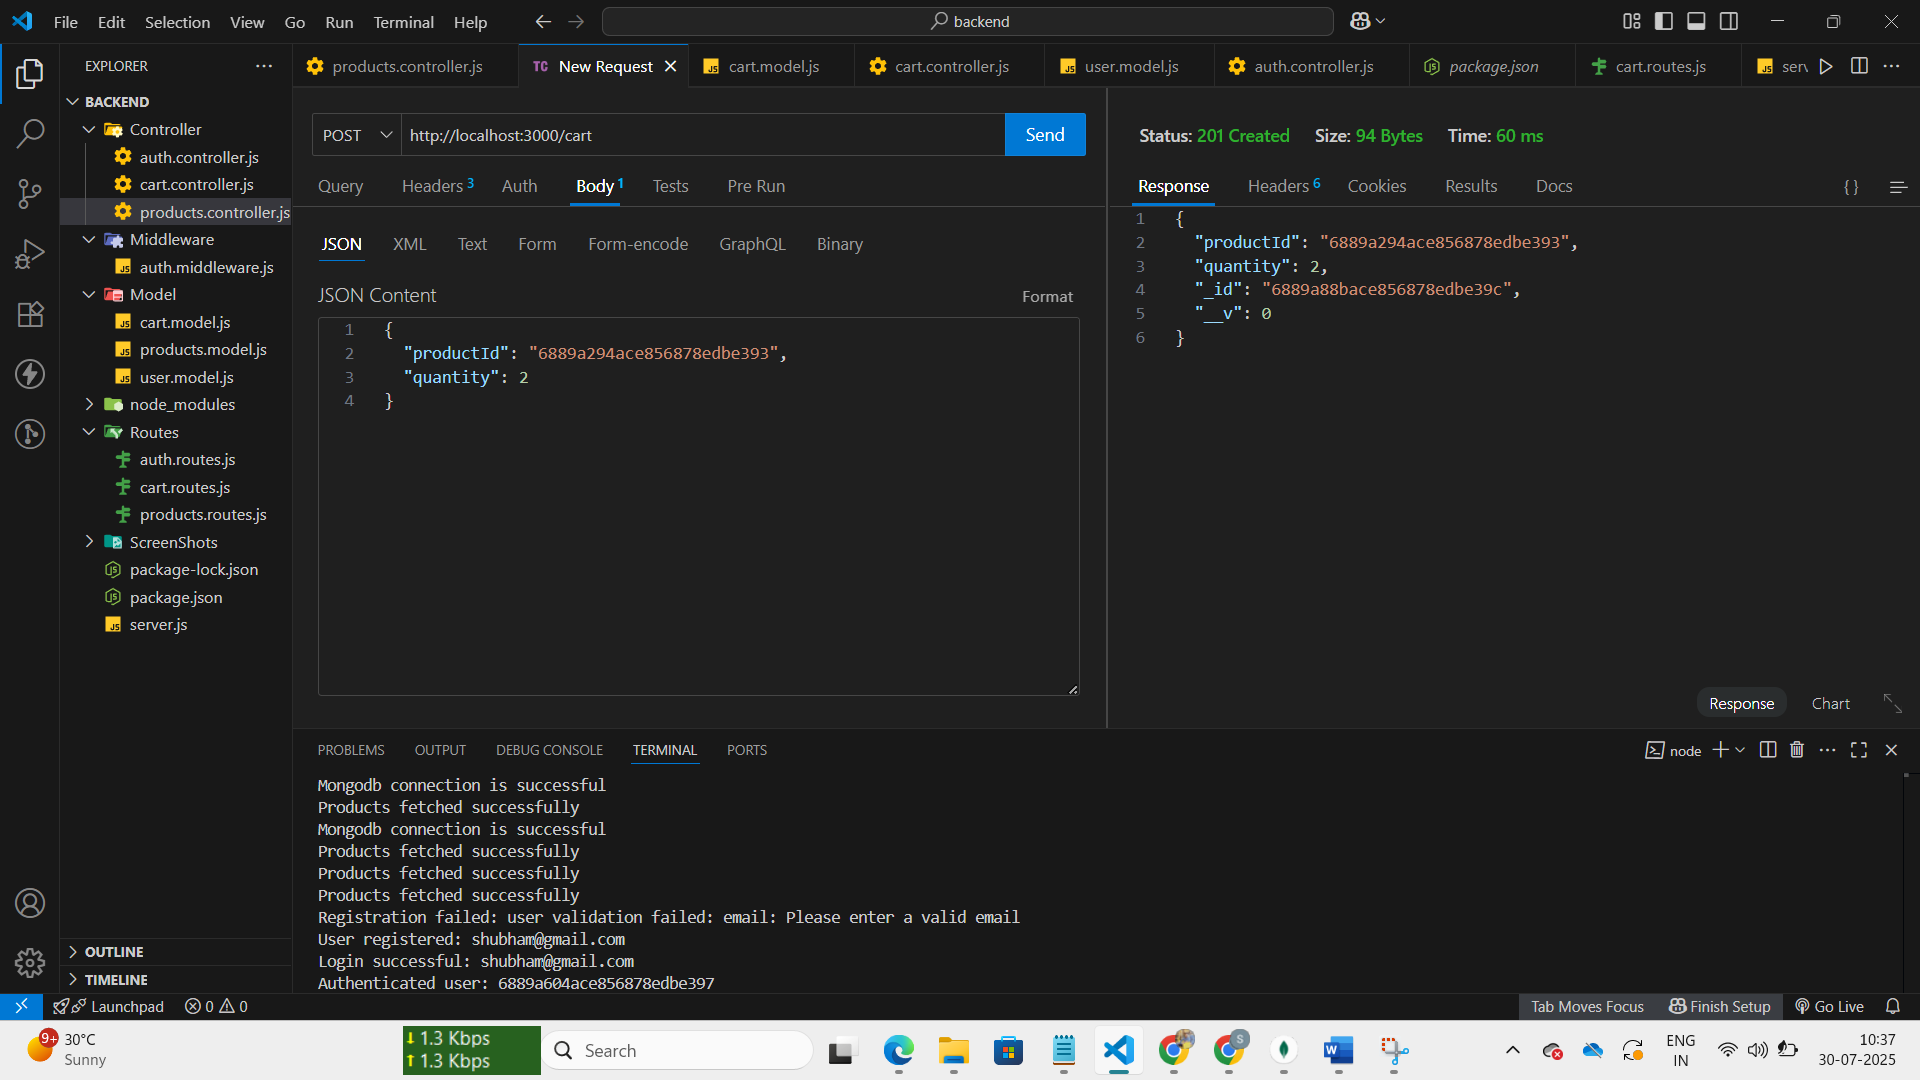 File Edit Selection View Go Run Terminal Help
backend
EXPLORER
BACKEND
Controller
auth.controller.js
cart.controller.js
products.controller.js
Middleware
auth.middleware.js
Model
cart.model.js
products.model.js
user.model.js
node_modules
Routes
auth.routes.js
cart.routes.js
products.routes.js
ScreenShots
package-lock.json
package.json
server.js
OUTLINE
TIMELINE
products.controller.js
TC New Request
cart.model.js
cart.controller.js
user.model.js
auth.controller.js
package.json
cart.routes.js
POST http://localhost:3000/cart Send
Query Headers 3 Auth Body 1 Tests Pre Run
JSON XML Text Form Form-encode GraphQL Binary
JSON Content Format
1 {
2 "productId": "6889a294ace856878edbe393",
3 "quantity": 2
4 }
Status: 201 Created Size: 94 Bytes Time: 60 ms
Response Headers 6 Cookies Results Docs
1 {
2 "productId": "6889a294ace856878edbe393",
3 "quantity": 2,
4 "_id": "6889a88bace856878edbe39c",
5 "__v": 0
6 }
Response Chart
PROBLEMS OUTPUT DEBUG CONSOLE TERMINAL PORTS
node
Mongodb connection is successful
Products fetched successfully
Mongodb connection is successful
Products fetched successfully
Products fetched successfully
Products fetched successfully
Registration failed: user validation failed: email: Please enter a valid email
User registered: shubham@gmail.com
Login successful: shubham@gmail.com
Authenticated user: 6889a604ace856878edbe397
Launchpad 0 0 Tab Moves Focus Finish Setup Go Live
9+
30°C
Sunny
1.3 Kbps
1.3 Kbps
Search
ENG
IN
10:37
30-07-2025